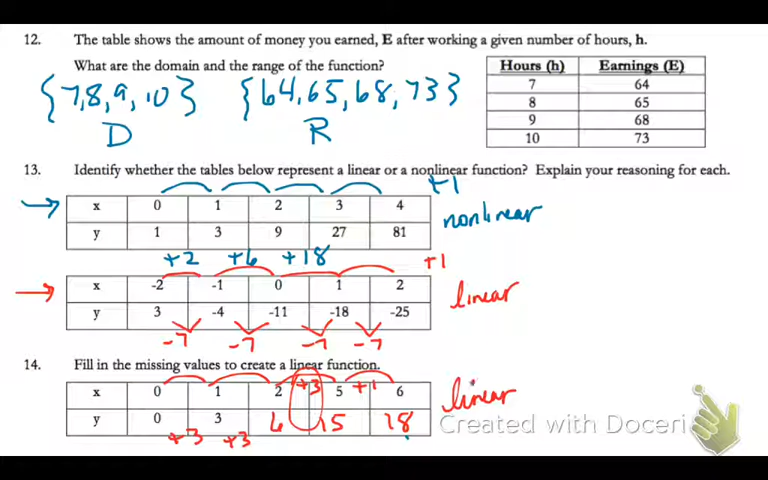 12. The table shows the amount of money you earned, E after working a given number of hours, h.
What are the domain and the range of the function?
Hours (h) Earnings (E)
7 64
8 65
9 68
10 73
{7,8,9,10} {64,65,68,73}
D R
13. Identify whether the tables below represent a linear or a nonlinear function? Explain your reasoning for each.
+1
x 0 1 2 3 4
y 1 3 9 27 81
nonlinear
+2 +6 +18
+1
x -2 -1 0 1 2
y 3 -4 -11 -18 -25
linear
-7 -7 -7 -7
14. Fill in the missing values to create a linear function.
+3 +1
x 0 1 2 5 6
y 0 3 6 15 18
linear
+3 +3
Created with Doceri